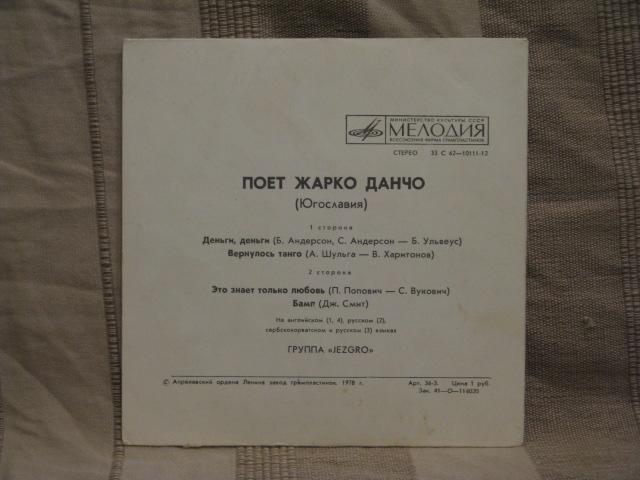 МИНИСТЕРСТВО КУЛЬТУРЫ СССР
МЕЛОДИЯ
ВСЕСОЮЗНАЯ ФИРМА ГРАМПЛАСТИНОК
СТЕРЕО 33 С 62—10111-12
ПОЕТ ЖАРКО ДАНЧО
(Югославия)
1 сторона
Деньги, деньги (Б. Андерсон, С. Андерсон — Б. Ульвеус)
Вернулось танго (А. Шульга — В. Харитонов)
2 сторона
Это знает только любовь (П. Попович — С. Вукович)
Бамп (Дж. Смит)
На английском (1, 4), русском (2),
сербскохорватском и русском (3) языках
ГРУППА «JEZGRO»
© Апрелевский ордена Ленина завод грампластинок, 1978 г. Арт. 36-3. Цена 1 руб.
Зак. 41—О—116020